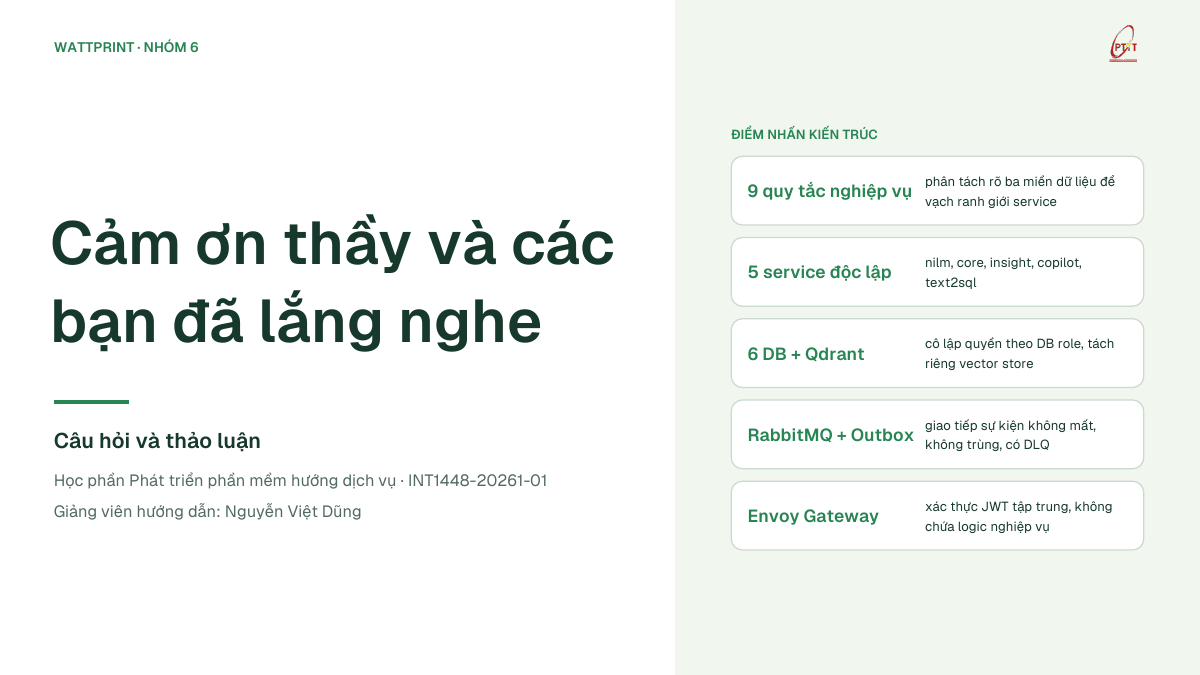 WATTPRINT · NHÓM 6
PTIT
Cảm ơn thầy và các
bạn đã lắng nghe
Câu hỏi và thảo luận
Học phần Phát triển phần mềm hướng dịch vụ · INT1448-20261-01
Giảng viên hướng dẫn: Nguyễn Việt Dũng
ĐIỂM NHẤN KIẾN TRÚC
9 quy tắc nghiệp vụ
phân tách rõ ba miền dữ liệu để
vạch ranh giới service
5 service độc lập
nilm, core, insight, copilot,
text2sql
6 DB + Qdrant
cô lập quyền theo DB role, tách
riêng vector store
RabbitMQ + Outbox
giao tiếp sự kiện không mất,
không trùng, có DLQ
Envoy Gateway
xác thực JWT tập trung, không
chứa logic nghiệp vụ